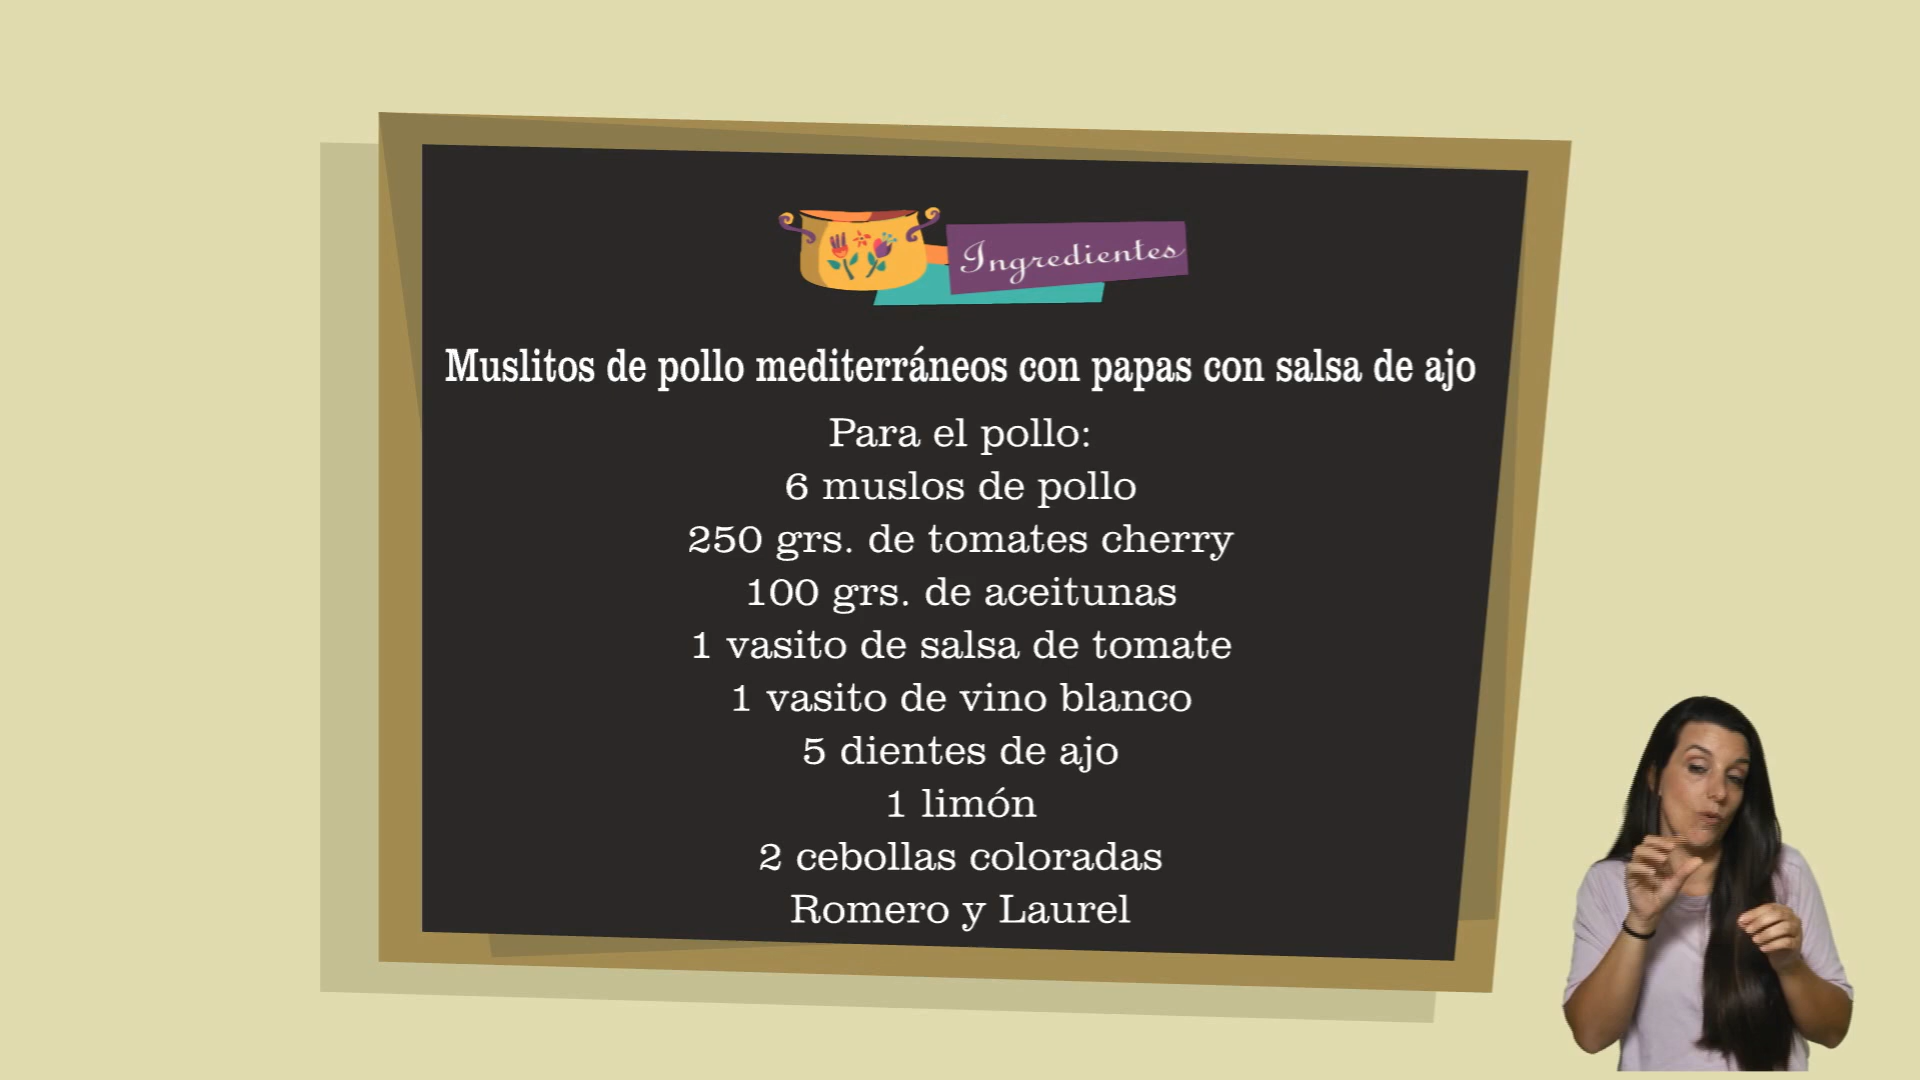 Ingredientes
Muslitos de pollo mediterráneos con papas con salsa de ajo
Para el pollo:
6 muslos de pollo
250 grs. de tomates cherry
100 grs. de aceitunas
1 vasito de salsa de tomate
1 vasito de vino blanco
5 dientes de ajo
1 limón
2 cebollas coloradas
Romero y Laurel